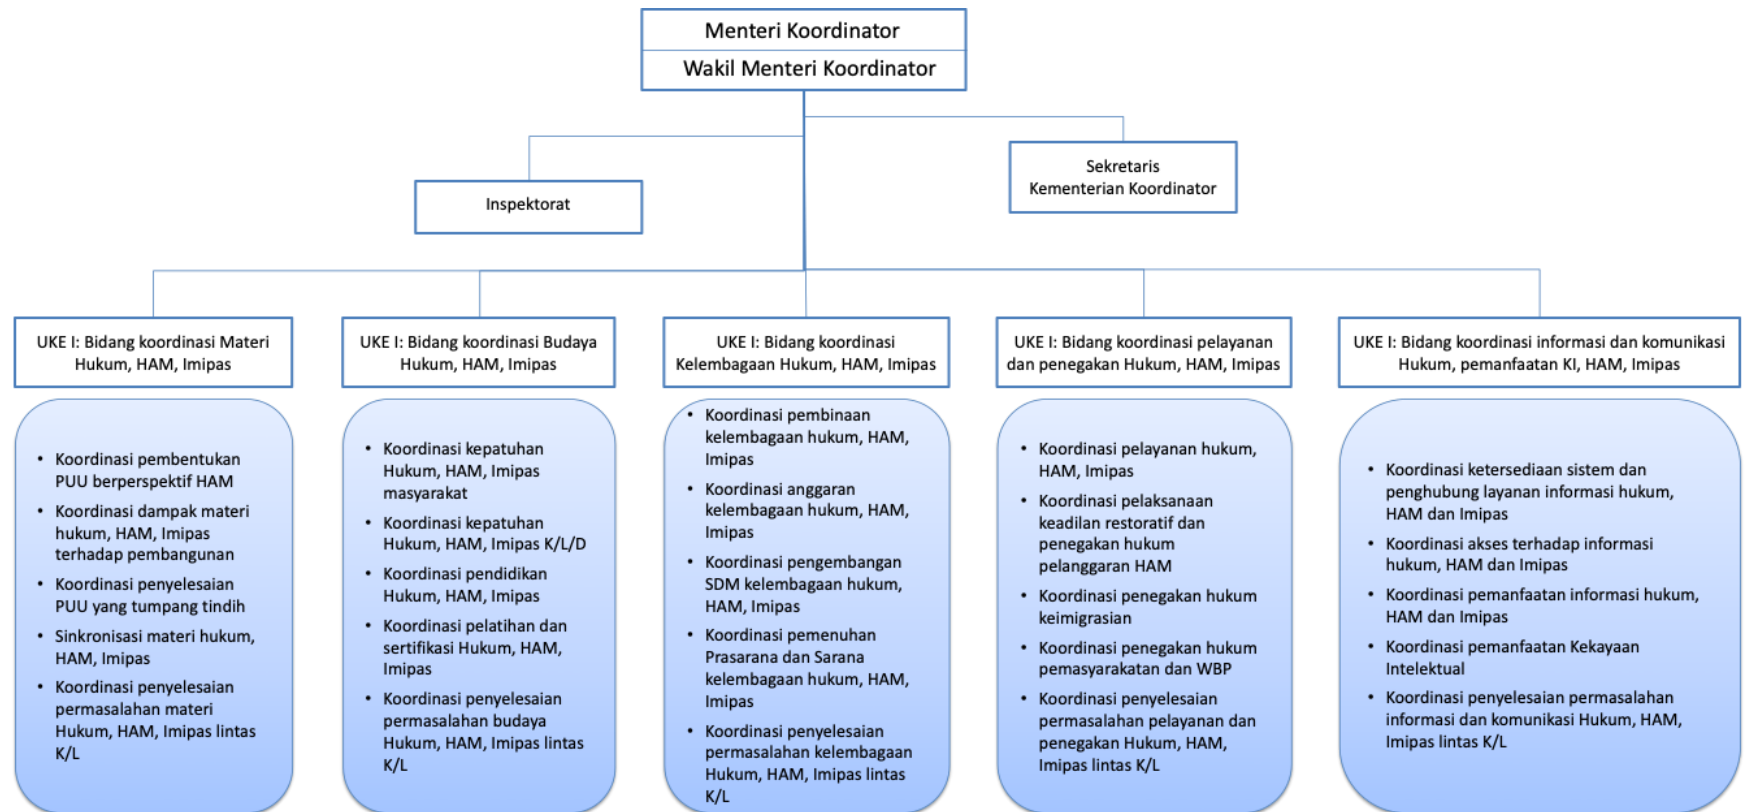 Menteri Koordinator
Wakil Menteri Koordinator
Sekretaris
Kementerian Koordinator
Inspektorat
UKE I: Bidang koordinasi Materi
Hukum, HAM, Imipas
UKE I: Bidang koordinasi Budaya
Hukum, HAM, Imipas
UKE I: Bidang koordinasi
Kelembagaan Hukum, HAM, Imipas
UKE I: Bidang koordinasi pelayanan
dan penegakan Hukum, HAM, Imipas
UKE I: Bidang koordinasi informasi dan komunikasi
Hukum, pemanfaatan KI, HAM, Imipas
• Koordinasi pembentukan
PUU berperspektif HAM
• Koordinasi dampak materi
hukum, HAM, Imipas
terhadap pembangunan
• Koordinasi penyelesaian
PUU yang tumpang tindih
• Sinkronisasi materi hukum,
HAM, Imipas
• Koordinasi penyelesaian
permasalahan materi
Hukum, HAM, Imipas lintas
K/L
• Koordinasi kepatuhan
Hukum, HAM, Imipas
masyarakat
• Koordinasi kepatuhan
Hukum, HAM, Imipas K/L/D
• Koordinasi pendidikan
Hukum, HAM, Imipas
• Koordinasi pelatihan dan
sertifikasi Hukum, HAM,
Imipas
• Koordinasi penyelesaian
permasalahan budaya
Hukum, HAM, Imipas lintas
K/L
• Koordinasi pembinaan
kelembagaan hukum, HAM,
Imipas
• Koordinasi anggaran
kelembagaan hukum, HAM,
Imipas
• Koordinasi pengembangan
SDM kelembagaan hukum,
HAM, Imipas
• Koordinasi pemenuhan
Prasarana dan Sarana
kelembagaan hukum, HAM,
Imipas
• Koordinasi penyelesaian
permasalahan kelembagaan
Hukum, HAM, Imipas lintas
K/L
• Koordinasi pelayanan hukum,
HAM, Imipas
• Koordinasi pelaksanaan
keadilan restoratif dan
penegakan hukum
pelanggaran HAM
• Koordinasi penegakan hukum
keimigrasian
• Koordinasi penegakan hukum
pemasyarakatan dan WBP
• Koordinasi penyelesaian
permasalahan pelayanan dan
penegakan Hukum, HAM,
Imipas lintas K/L
• Koordinasi ketersediaan sistem dan
penghubung layanan informasi hukum,
HAM dan Imipas
• Koordinasi akses terhadap informasi
hukum, HAM dan Imipas
• Koordinasi pemanfaatan informasi hukum,
HAM dan Imipas
• Koordinasi pemanfaatan Kekayaan
Intelektual
• Koordinasi penyelesaian permasalahan
informasi dan komunikasi Hukum, HAM,
Imipas lintas K/L